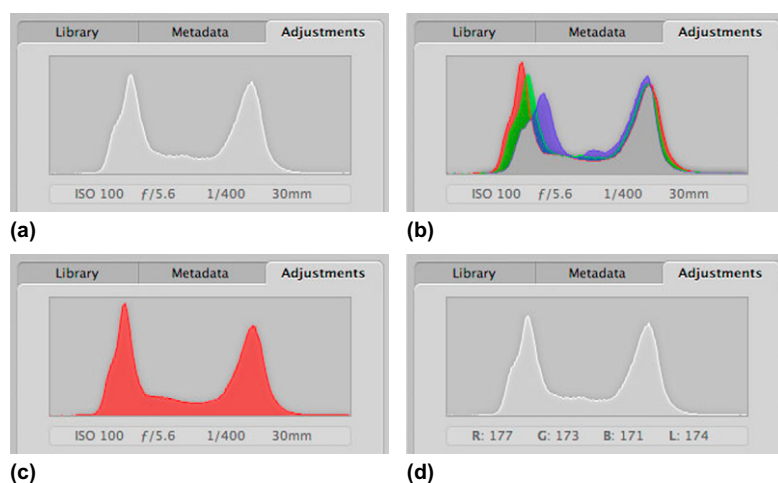 Library Metadata Adjustments
ISO 100 ƒ/5.6 1/400 30mm
(a)
Library Metadata Adjustments
ISO 100 ƒ/5.6 1/400 30mm
(b)
Library Metadata Adjustments
ISO 100 ƒ/5.6 1/400 30mm
(c)
Library Metadata Adjustments
R: 177 G: 173 B: 171 L: 174
(d)